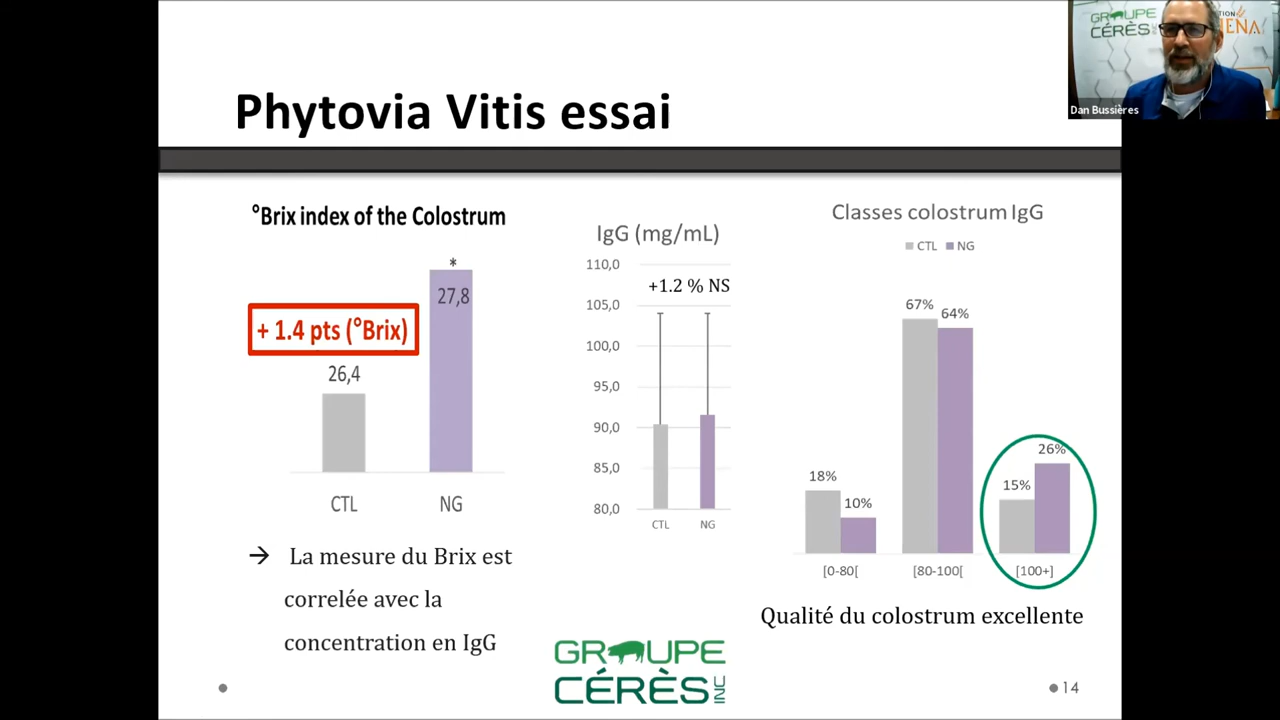 Phytovia Vitis essai
GROUPE
CÉRÈS INC
TION
HENA
Dan Bussières
°Brix index of the Colostrum
*
27,8
+ 1.4 pts (°Brix)
26,4
CTL
NG
→ La mesure du Brix est
correlée avec la
concentration en IgG
IgG (mg/mL)
110,0
+1.2 % NS
105,0
100,0
95,0
90,0
85,0
80,0
CTL
NG
Classes colostrum IgG
CTL NG
67%
64%
26%
18%
15%
10%
[0-80[
[80-100[
[100+]
Qualité du colostrum excellente
GROUPE
CÉRÈS INC
14